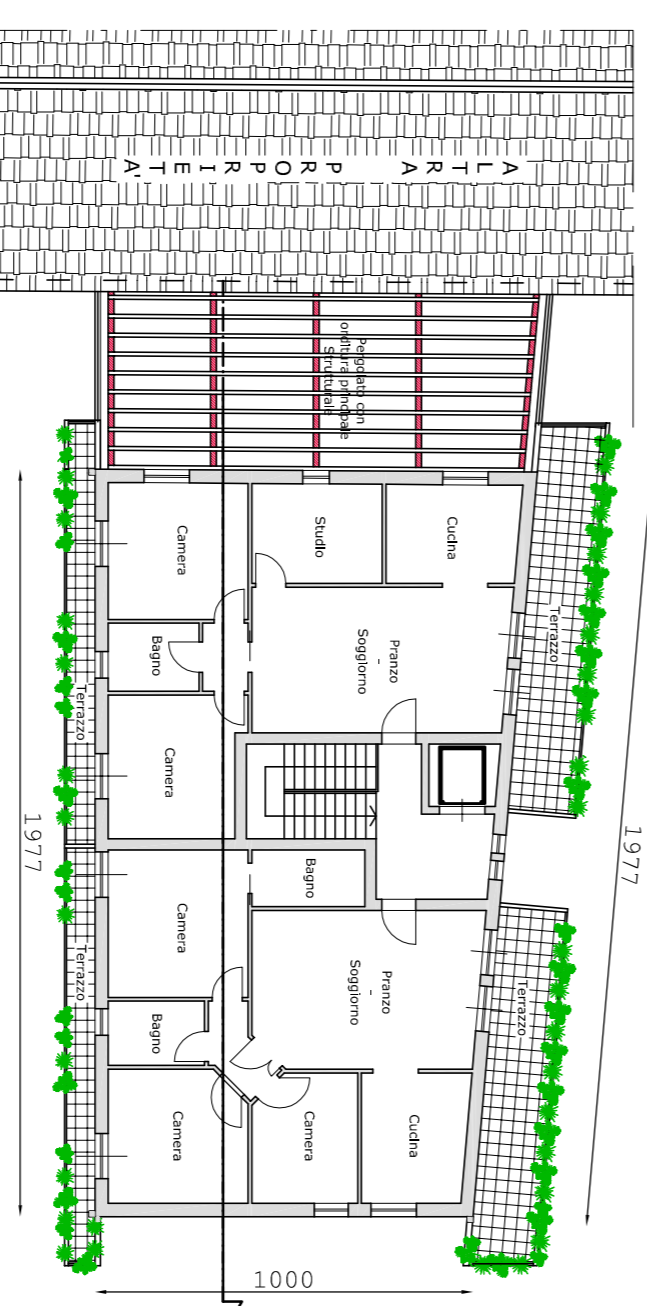 1977
Terrazzo
Terrazzo
ALTRA PROPRIETA'
Pergolato con
orditura principale
Strutturale
Cucina
Studio
Camera
Pranzo
-
Soggiorno
Bagno
Camera
Terrazzo
Bagno
Camera
Pranzo
-
Soggiorno
Bagno
Cucina
Camera
Camera
Terrazzo
1977
1000